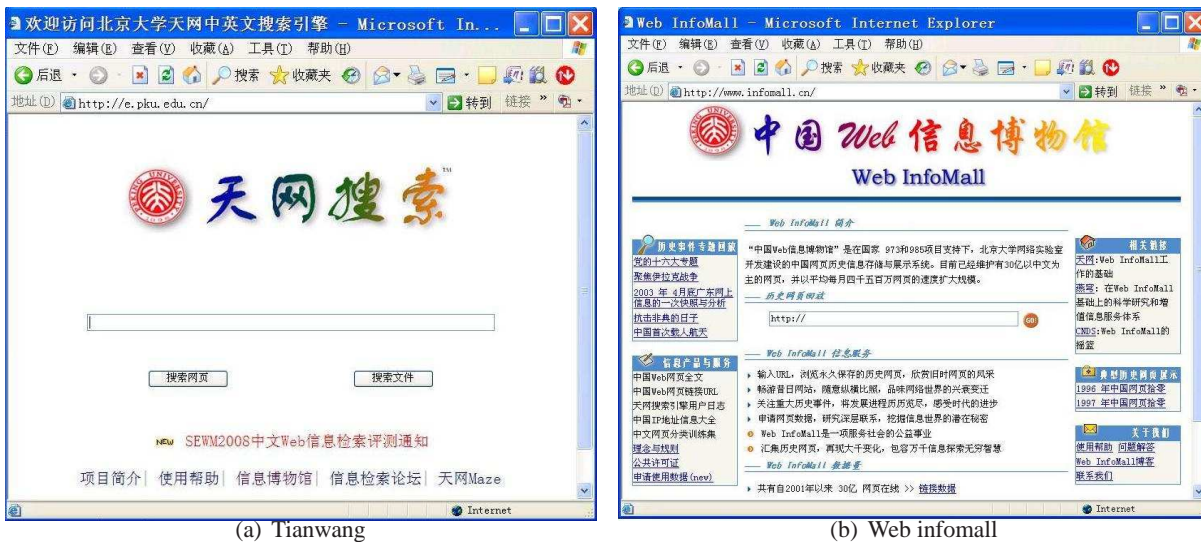 欢迎访问北京大学天网中英文搜索引擎 - Microsoft In...
文件(F) 编辑(E) 查看(V) 收藏(A) 工具(T) 帮助(H)
后退 搜索 收藏夹
地址(D) http://e.pku.edu.cn/ 转到 链接 »
PEKING UNIVERSITY
天网搜索™
搜索网页 搜索文件
NEW SEWM2008中文Web信息检索评测通知
项目简介| 使用帮助| 信息博物馆| 信息检索论坛| 天网Maze
Internet
(a) Tianwang
Web InfoMall - Microsoft Internet Explorer
文件(F) 编辑(E) 查看(V) 收藏(A) 工具(T) 帮助(H)
后退 搜索 收藏夹
地址(D) http://www.infomall.cn/ 转到 链接 »
中国Web信息博物馆
Web InfoMall
历史事件专题回放
党的十六大专题
聚焦伊拉克战争
2003 年 4月底广东网上
信息的一次快照与分析
抗击非典的日子
中国首次载人航天
信息产品与服务
中国Web网页全文
中国Web网页链接URL
天网搜索引擎用户日志
中国IP地址信息大全
中文网页分类训练集
理念与规则
公共许可证
申请使用数据(new)
Web InfoMall 简介
“中国Web信息博物馆”是在国家 973和985项目支持下，北京大学网络实验室
开发建设的中国网页历史信息存储与展示系统。目前已经维护有30亿以中文为
主的网页，并以平均每月四千五百万网页的速度扩大规模。
历史网页回放
http:// GO!
Web InfoMall 信息服务
输入URL，浏览永久保存的历史网页，欣赏旧时网页的风采
畅游昔日网站，随意纵横比照，品味网络世界的兴衰变迁
关注重大历史事件，将发展进程历历览尽，感受时代的进步
申请网页数据，研究深层联系，挖掘信息世界的潜在秘密
Web InfoMall是一项服务社会的公益事业
汇集历史网页，再现大千变化，包容万千信息探索无穷智慧
Web InfoMall 数据量
共有自2001年以来 30亿 网页在线 >> 链接数据
相关链接
天网:Web InfoMall工
作的基础
燕穹: 在Web InfoMall
基础上的科学研究和增
值信息服务体系
CNDS:Web InfoMall的
摇篮
典型历史网页展示
1996 年中国网页拾零
1997 年中国网页拾零
关于我们
使用帮助 问题解答
Web InfoMall博客
联系我们
Internet
(b) Web infomall